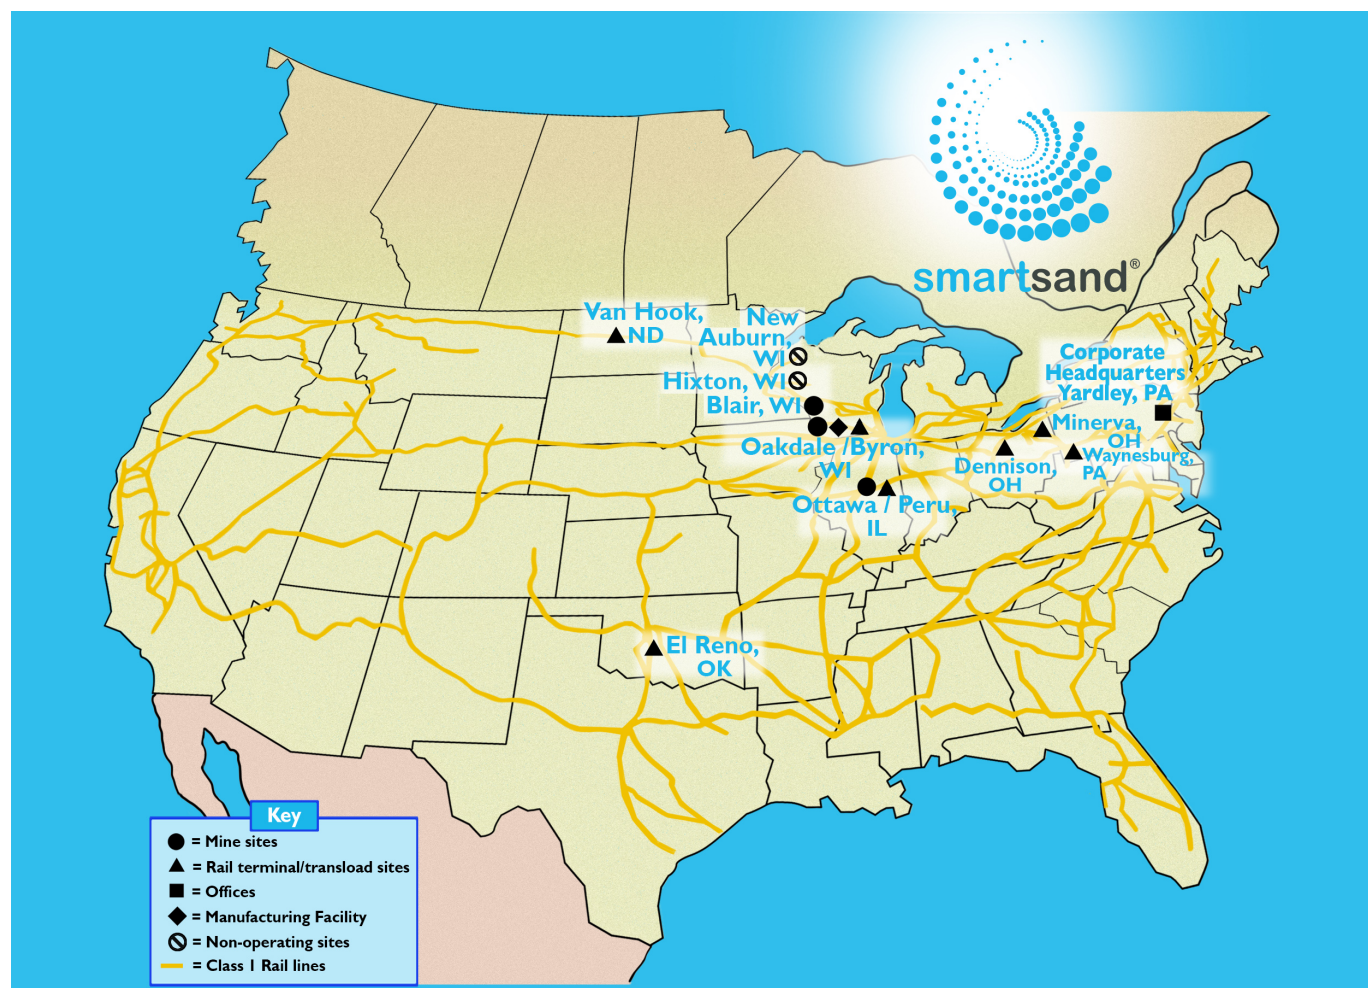 smartsand®
Van Hook,
ND
New
Auburn,
WI
Hixton, WI
Blair, WI
Oakdale /Byron,
WI
Ottawa / Peru,
IL
Corporate
Headquarters
Yardley, PA
Minerva,
OH
Waynesburg,
PA
Dennison,
OH
El Reno,
OK
Key
= Mine sites
= Rail terminal/transload sites
= Offices
= Manufacturing Facility
= Non-operating sites
= Class 1 Rail lines